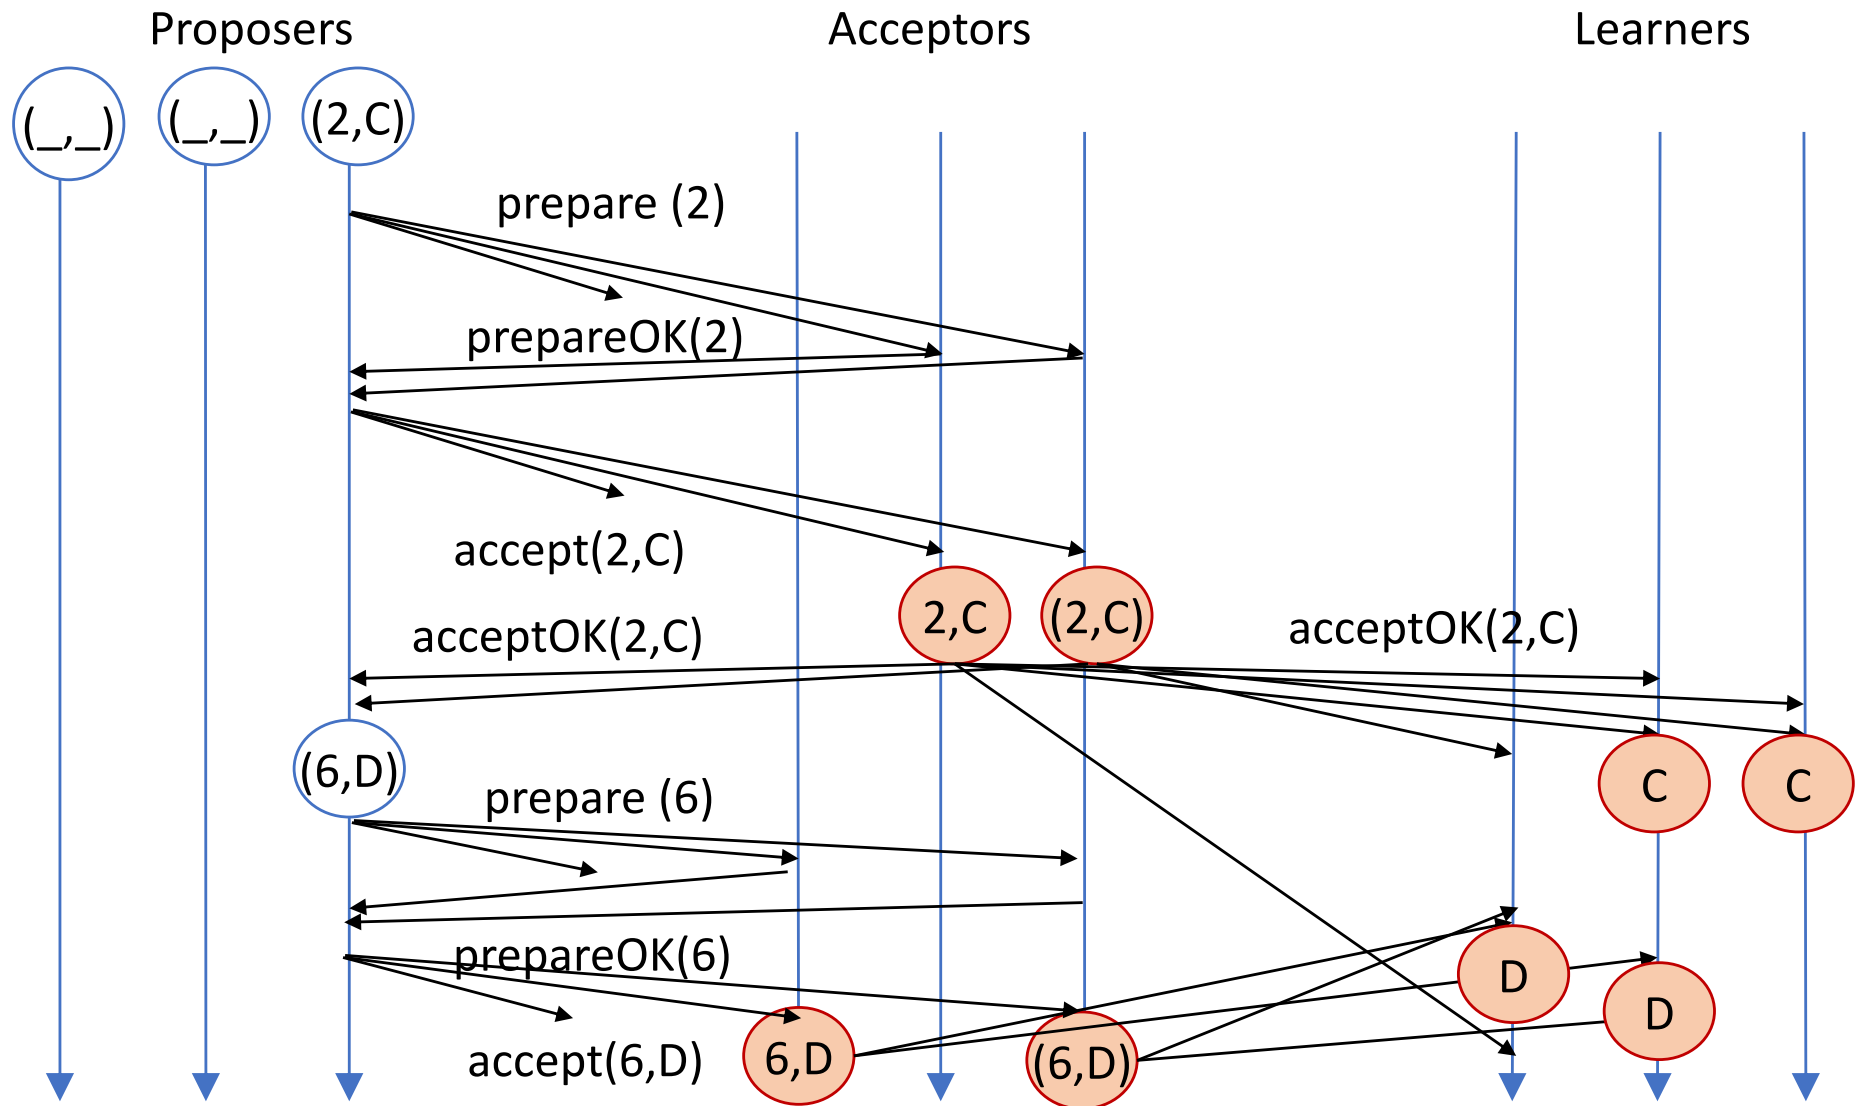 Proposers
Acceptors
Learners
(_,_)
(_,_)
(2,C)
prepare (2)
prepareOK(2)
accept(2,C)
2,C
(2,C)
acceptOK(2,C)
acceptOK(2,C)
(6,D)
C
C
prepare (6)
prepareOK(6)
D
D
accept(6,D)
6,D
(6,D)